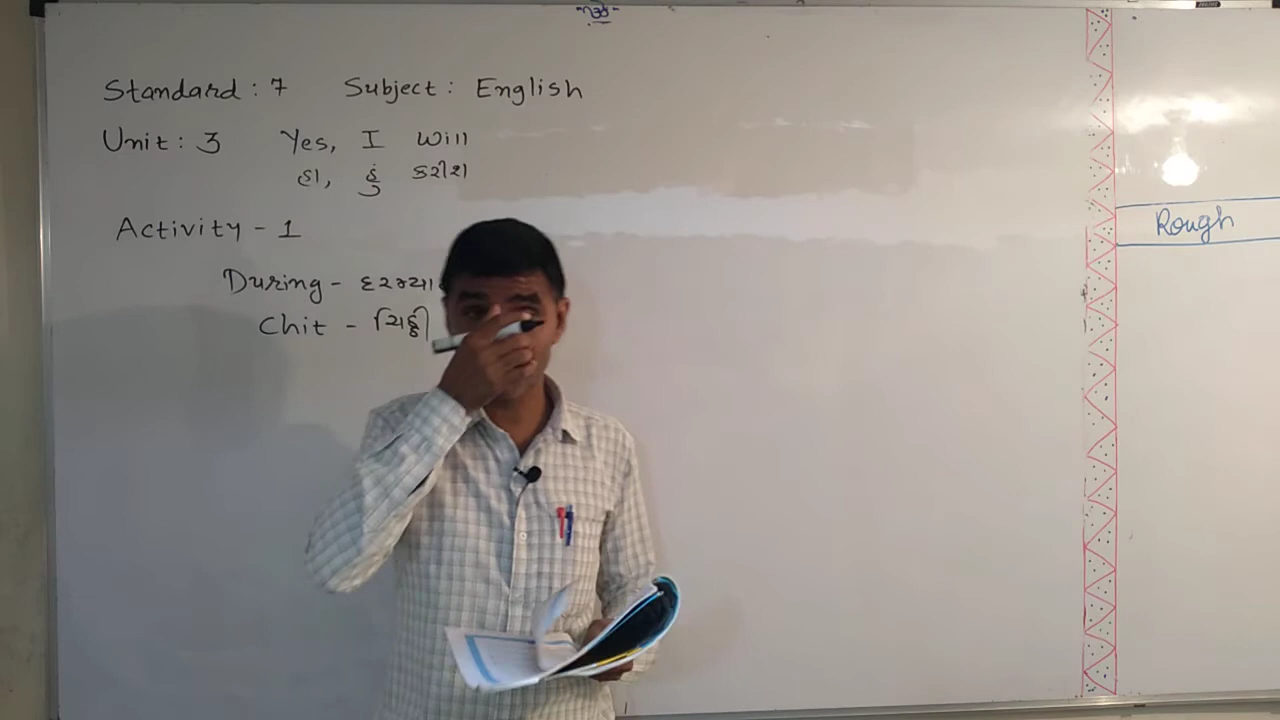 Standard : 7 Subject : English
Unit : 3 Yes, I will
હા, હું કરીશ
Activity - 1
During - દરમ્યા
Chit - ચિઠ્ઠી
Rough